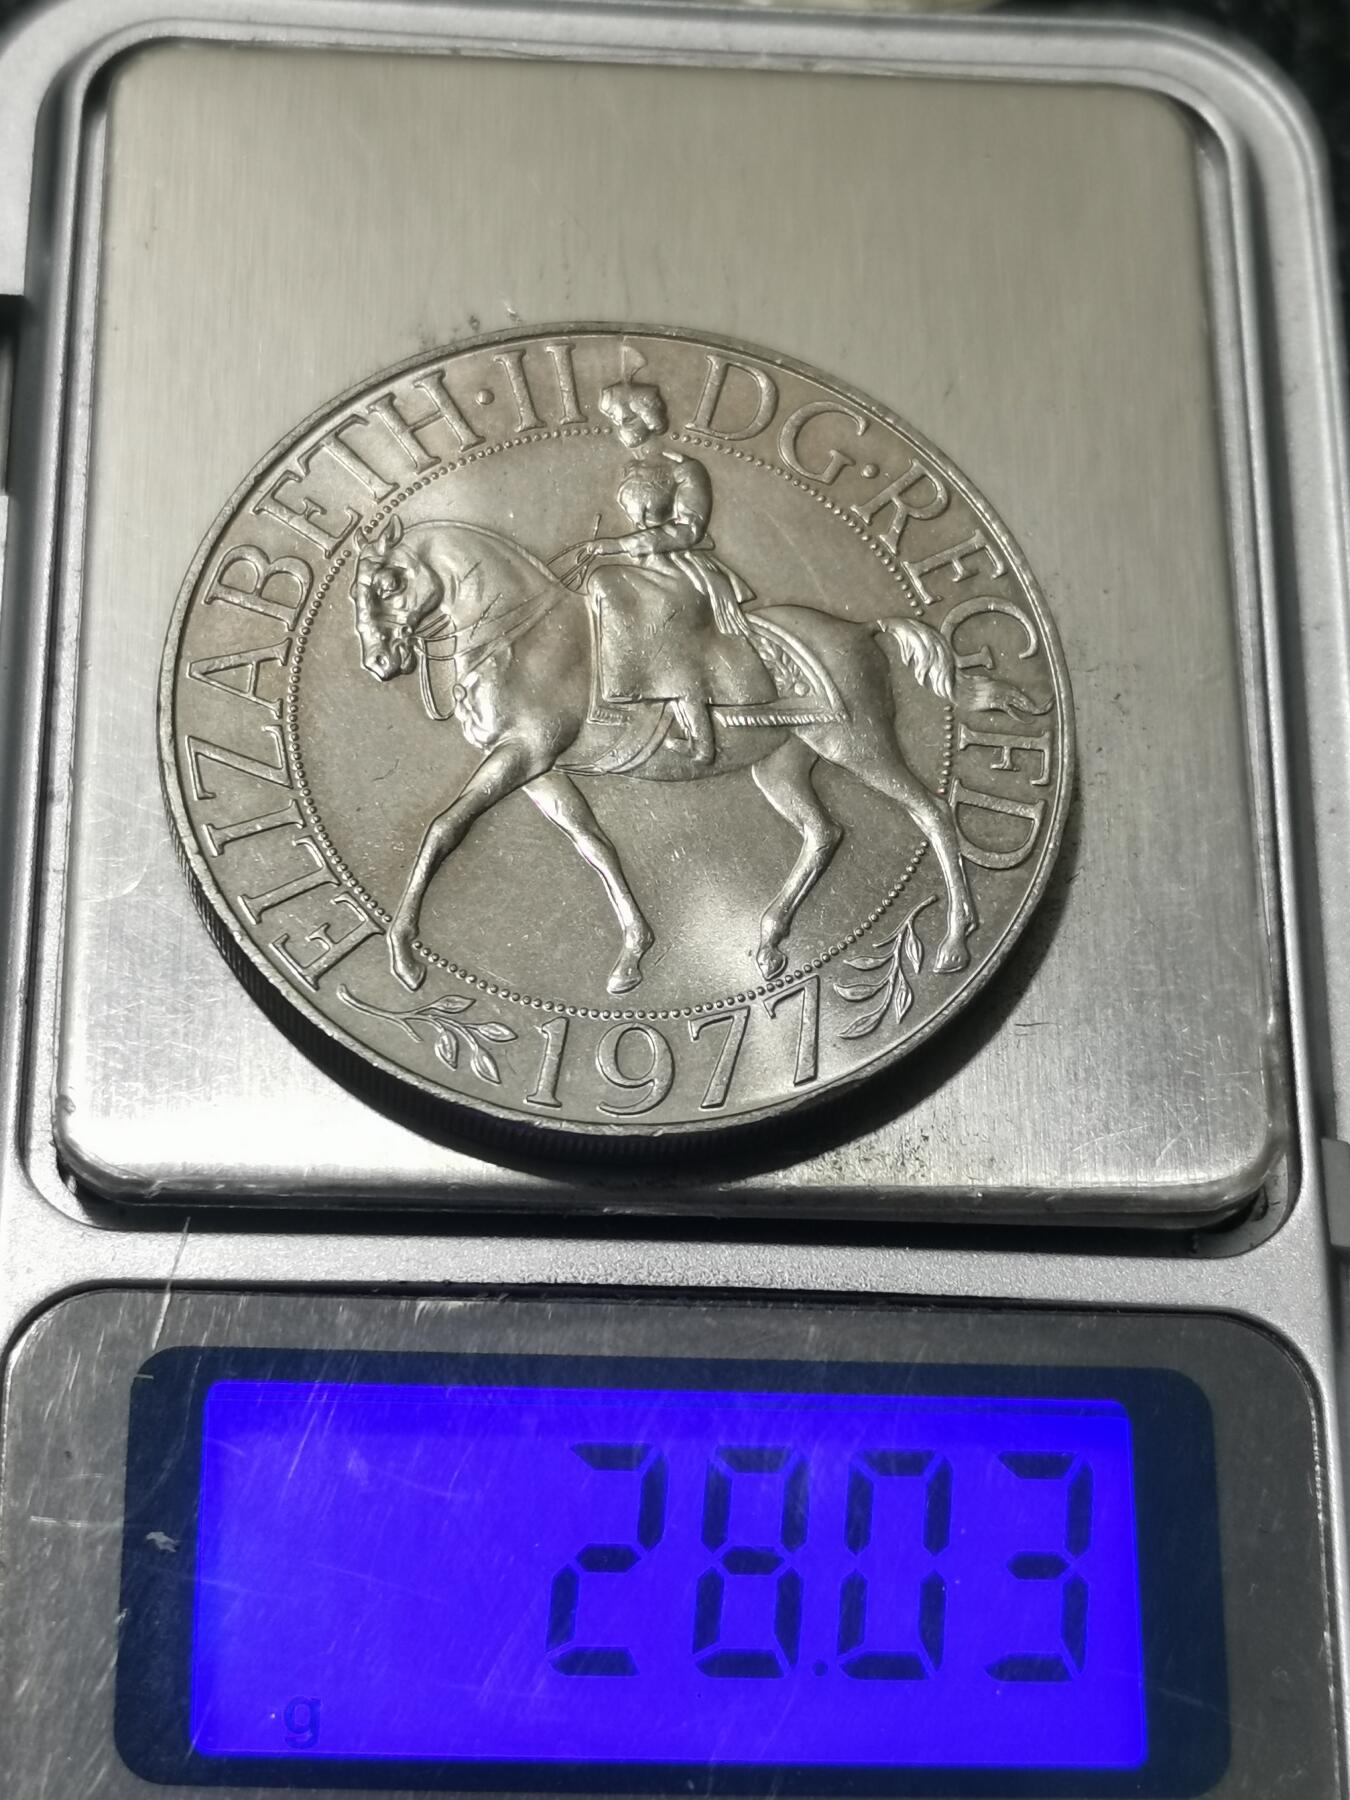 ELIZABETH·II DG·REG FD
1977
28.03
g